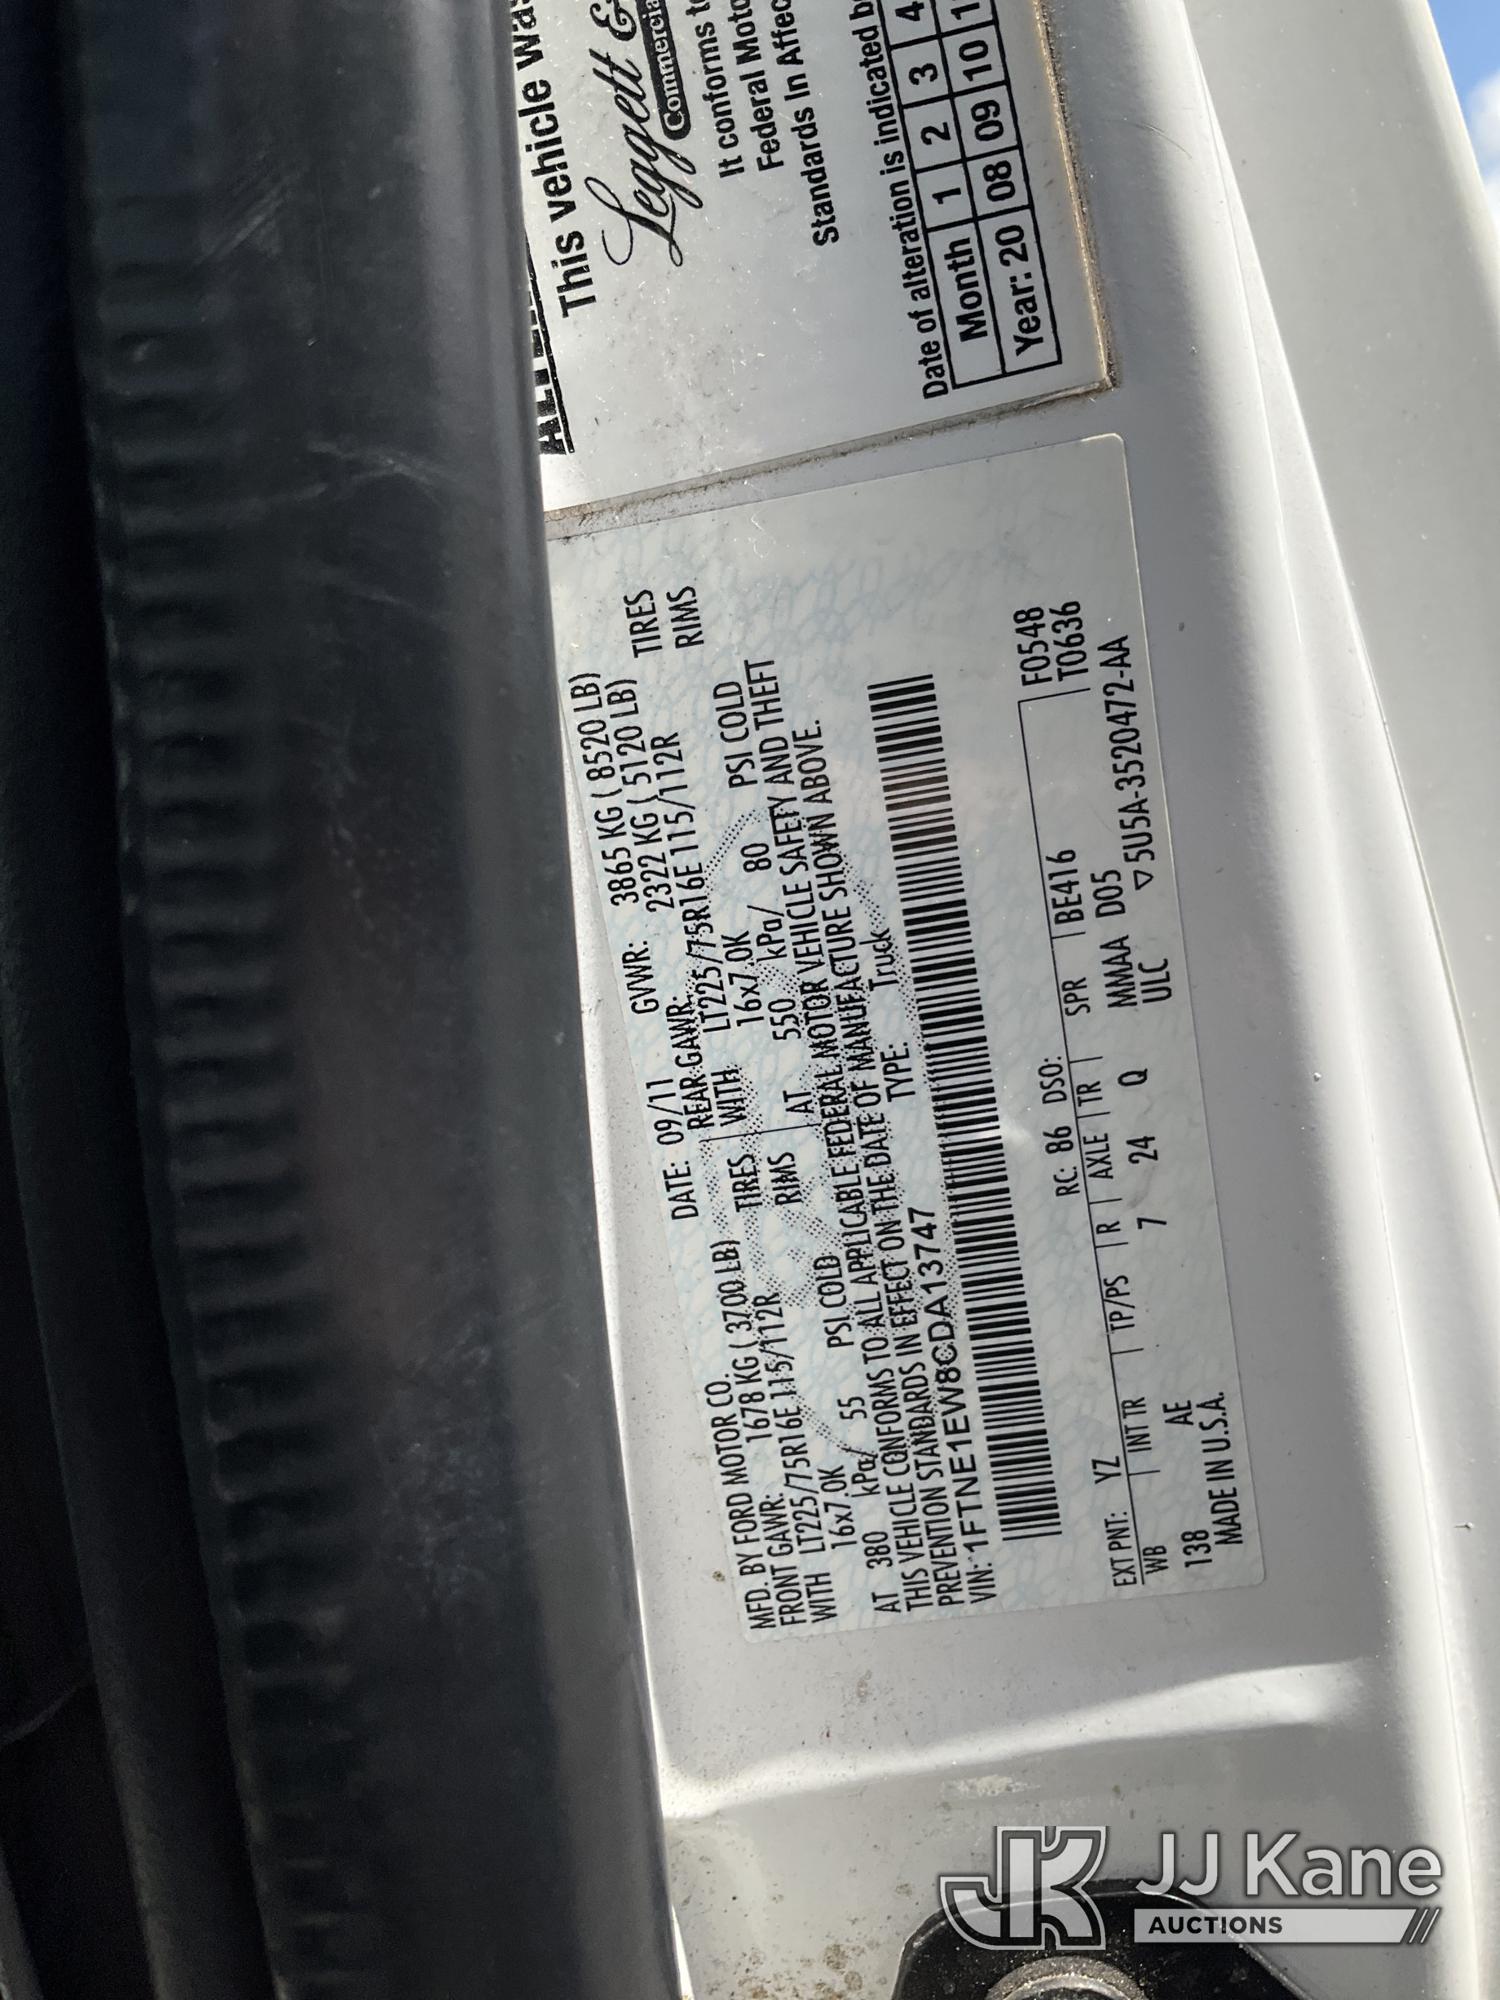 MFD. BY FORD MOTOR CO.
DATE: 09/11 GVWR: 3865 KG ( 8520 LB)
FRONT GAWR: 1678 KG ( 3700 LB) REAR GAWR: 2322 KG ( 5120 LB)
WITH LT225/75R16E 115/112R TIRES WITH LT225/75R16E 115/112R TIRES
16x7.0K RIMS 16x7.0K RIMS
AT 380 kPa/ 55 PSI COLD AT 550 kPa/ 80 PSI COLD
THIS VEHICLE CONFORMS TO ALL APPLICABLE FEDERAL MOTOR VEHICLE SAFETY AND THEFT
PREVENTION STANDARDS IN EFFECT ON THE DATE OF MANUFACTURE SHOWN ABOVE.
VIN: 1FTNE1EW8CDA13747 TYPE: Truck
F0548
T0636
EXT PNT: YZ RC: 86 DSO:
WB INT TR TP/PS R AXLE TR SPR BE416
138 AE 7 24 Q MMAA D05
ULC ▽5U5A-3520472-AA
MADE IN U.S.A.
This vehicle was
Leggett &
Commercial
It conforms to
Federal Moto
Standards In Affec
Date of alteration is indicated b
Month 1 2 3 4
Year: 20 08 09 10 1
JK JJ Kane
AUCTIONS